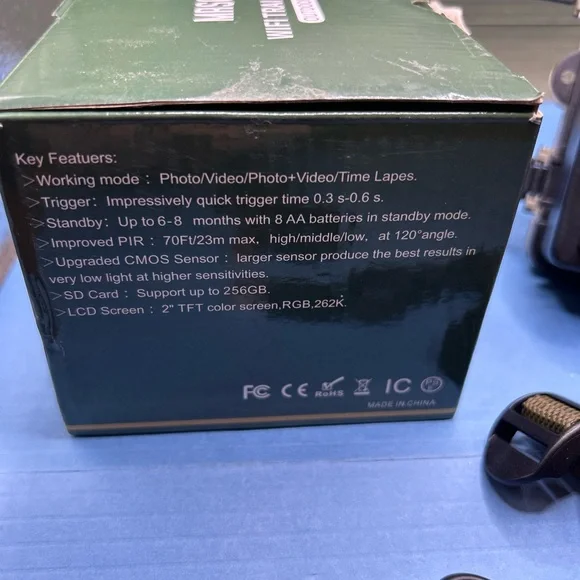 WIFI TRA
Key Featuers:
>Working mode : Photo/Video/Photo+Video/Time Lapes.
>Trigger: Impressively quick trigger time 0.3 s-0.6 s.
>Standby: Up to 6-8 months with 8 AA batteries in standby mode.
>Improved PIR : 70Ft/23m max, high/middle/low, at 120°angle.
>Upgraded CMOS Sensor : larger sensor produce the best results in
very low light at higher sensitivities.
>SD Card : Support up to 256GB.
>LCD Screen : 2" TFT color screen,RGB,262K.
FC CE RoHS IC
MADE IN CHINA